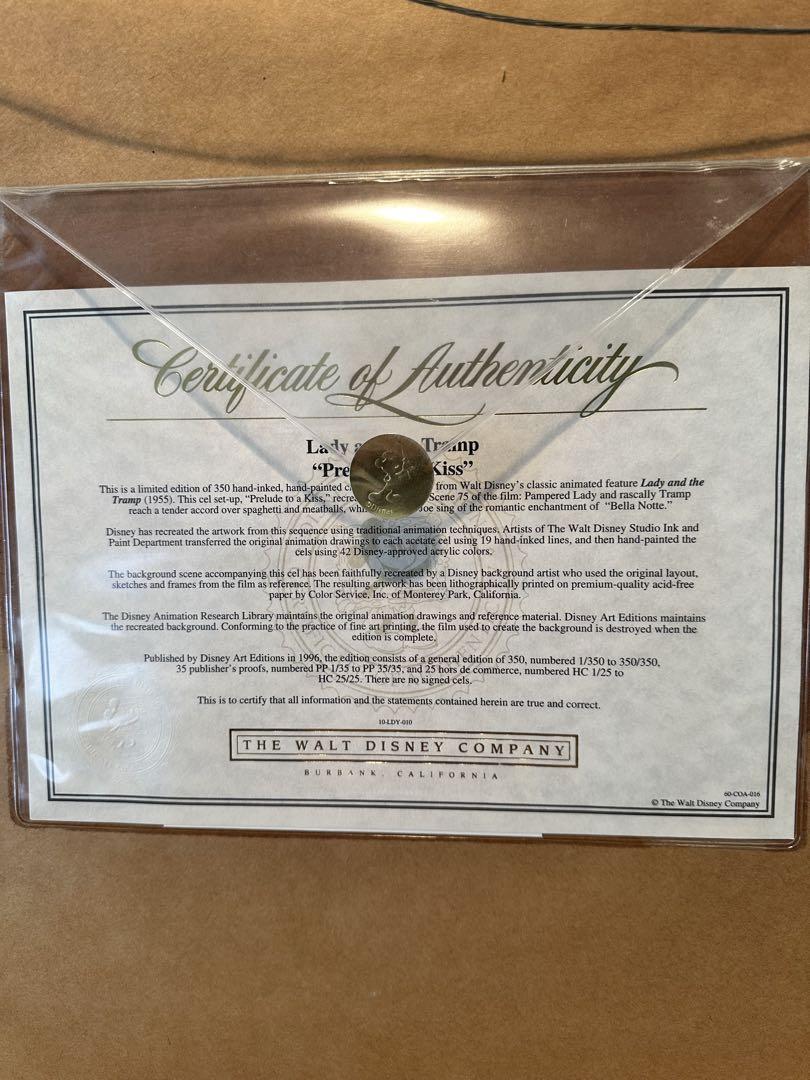 Certificate of Authenticity
Lady a Tramp
“Pre Kiss”
This is a limited edition of 350 hand-inked, hand-painted c from Walt Disney’s classic animated feature Lady and the
Tramp (1955). This cel set-up, “Prelude to a Kiss,” recrea Scene 75 of the film: Pampered Lady and rascally Tramp
reach a tender accord over spaghetti and meatballs, whi oe sing of the romantic enchantment of “Bella Notte.”
Disney has recreated the artwork from this sequence using traditional animation techniques. Artists of The Walt Disney Studio Ink and
Paint Department transferred the original animation drawings to each acetate cel using 19 hand-inked lines, and then hand-painted the
cels using 42 Disney-approved acrylic colors.
The background scene accompanying this cel has been faithfully recreated by a Disney background artist who used the original layout,
sketches and frames from the film as reference. The resulting artwork has been lithographically printed on premium-quality acid-free
paper by Color Service, Inc. of Monterey Park, California.
The Disney Animation Research Library maintains the original animation drawings and reference material. Disney Art Editions maintains
the recreated background. Conforming to the practice of fine art printing, the film used to create the background is destroyed when the
edition is complete.
Published by Disney Art Editions in 1996, the edition consists of a general edition of 350, numbered 1/350 to 350/350,
35 publisher’s proofs, numbered PP 1/35 to PP 35/35, and 25 hors de commerce, numbered HC 1/25 to
HC 25/25. There are no signed cels.
This is to certify that all information and the statements contained herein are true and correct.
10-LDY-010
THE WALT DISNEY COMPANY
BURBANK, CALIFORNIA
60-COA-016
© The Walt Disney Company